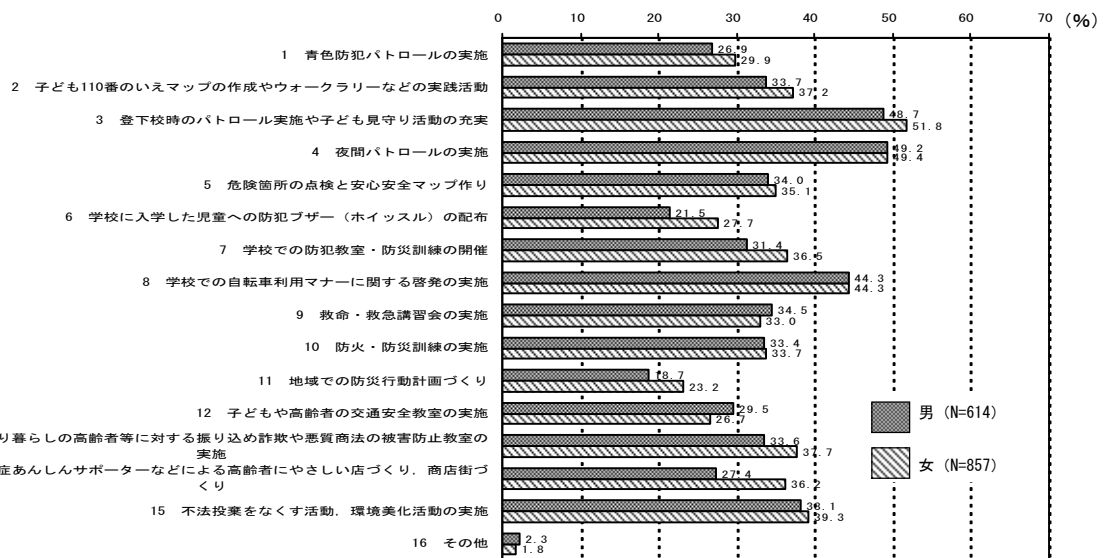 0 10 20 30 40 50 60 70 (%)
1 青色防犯パトロールの実施
26.9
29.9
2 子ども110番のいえマップの作成やウォークラリーなどの実践活動
33.7
37.2
3 登下校時のパトロール実施や子ども見守り活動の充実
48.7
51.8
4 夜間パトロールの実施
49.2
49.4
5 危険箇所の点検と安心安全マップ作り
34.0
35.1
6 学校に入学した児童への防犯ブザー（ホイッスル）の配布
21.5
27.7
7 学校での防犯教室・防災訓練の開催
31.4
36.5
8 学校での自転車利用マナーに関する啓発の実施
44.3
44.3
9 救命・救急講習会の実施
34.5
33.0
10 防火・防災訓練の実施
33.4
33.7
11 地域での防災行動計画づくり
18.7
23.2
12 子どもや高齢者の交通安全教室の実施
29.5
26.7
り暮らしの高齢者等に対する振り込め詐欺や悪質商法の被害防止教室の
実施
33.6
37.7
症あんしんサポーターなどによる高齢者にやさしい店づくり，商店街づ
くり
27.4
36.2
15 不法投棄をなくす活動，環境美化活動の実施
38.1
39.3
16 その他
2.3
1.8
男（N=614）
女（N=857）